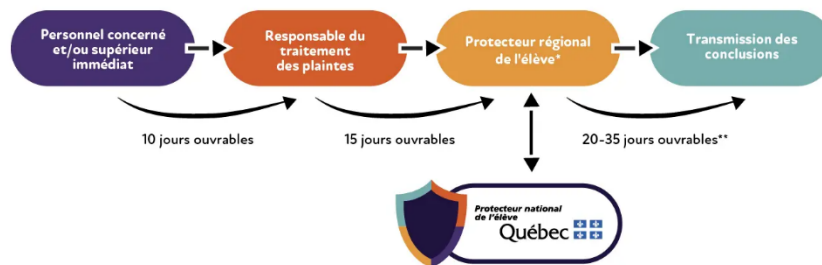 Personnel concerné
et/ou supérieur
immédiat
Responsable du
traitement
des plaintes
Protecteur régional
de l'élève*
Transmission des
conclusions
10 jours ouvrables
15 jours ouvrables
20-35 jours ouvrables**
Protecteur national
de l'élève
Québec